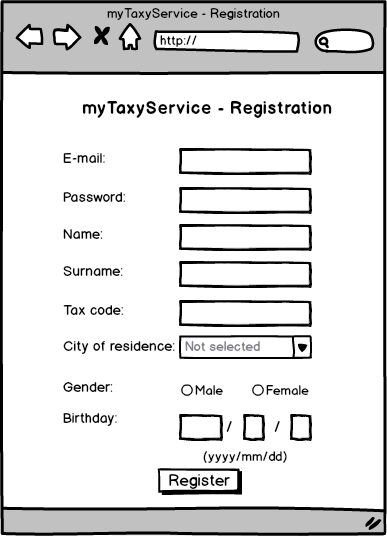 myTaxyService - Registration
http://
myTaxyService - Registration
E-mail:
Password:
Name:
Surname:
Tax code:
City of residence: Not selected
Gender: Male Female
Birthday: / /
(yyyy/mm/dd)
Register